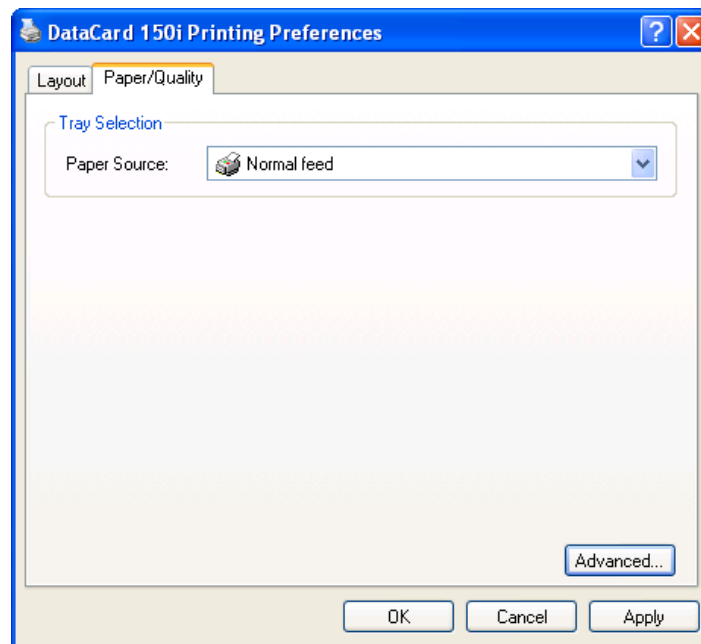 DataCard 150i Printing Preferences
Layout Paper/Quality
Tray Selection
Paper Source: Normal feed
Advanced...
OK Cancel Apply